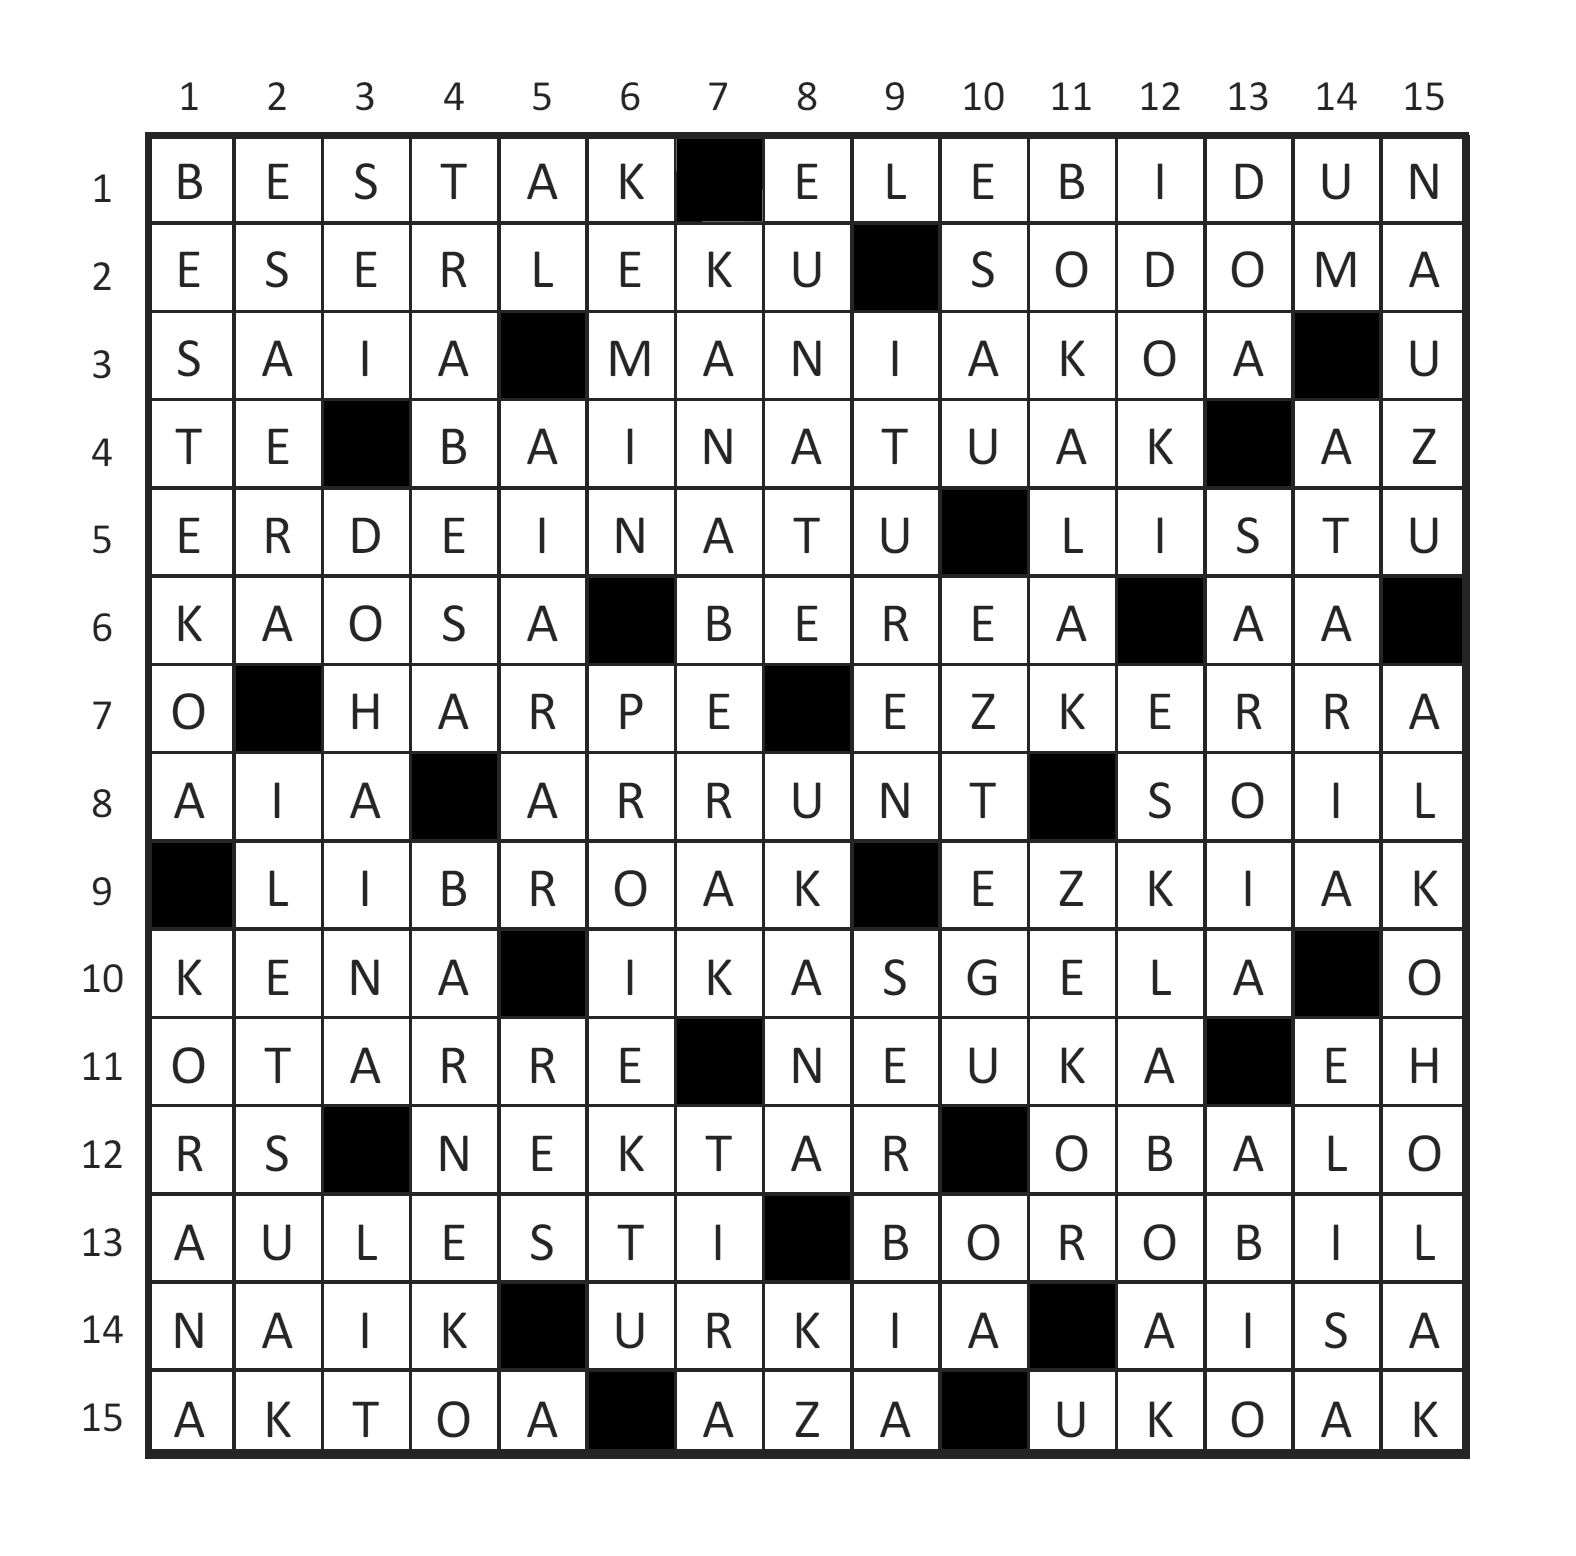 1 2 3 4 5 6 7 8 9 10 11 12 13 14 15
1 B E S T A K E L E B I D U N
2 E S E R L E K U S O D O M A
3 S A I A M A N I A K O A U
4 T E B A I N A T U A K A Z
5 E R D E I N A T U L I S T U
6 K A O S A B E R E A A A
7 O H A R P E E Z K E R R A
8 A I A A R R U N T S O I L
9 L I B R O A K E Z K I A K
10 K E N A I K A S G E L A O
11 O T A R R E N E U K A E H
12 R S N E K T A R O B A L O
13 A U L E S T I B O R O B I L
14 N A I K U R K I A A I S A
15 A K T O A A Z A U K O A K